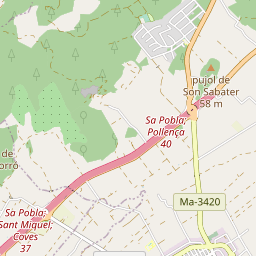 pujol de
Son Sabater
58 m
Sa Pobla;
Pollença
40
de
orro
Ma-3420
Sa Pobla;
Sant Miquel;
Coves
37